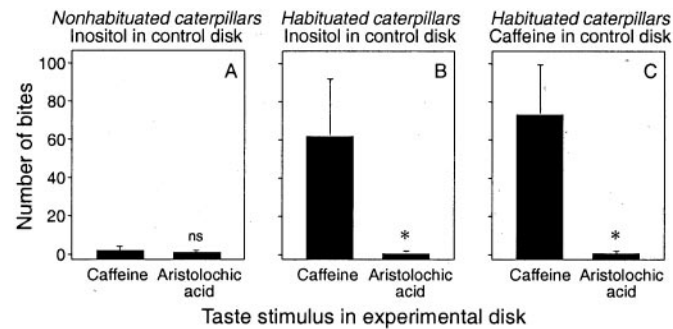 Nonhabituated caterpillars
Inositol in control disk
Habituated caterpillars
Inositol in control disk
Habituated caterpillars
Caffeine in control disk
Number of bites
100
80
60
40
20
0
A
ns
B
*
C
*
Caffeine
Aristolochic
acid
Caffeine
Aristolochic
acid
Caffeine
Aristolochic
acid
Taste stimulus in experimental disk